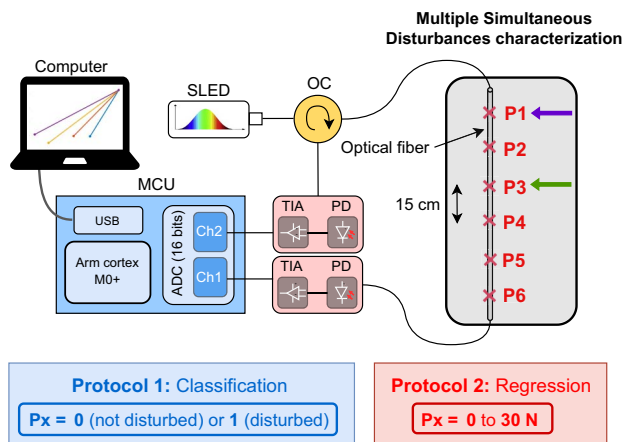 Multiple Simultaneous
Disturbances characterization
Computer
SLED
OC
P1
Optical fiber
P2
P3
15 cm
P4
P5
P6
MCU
USB
Arm cortex
M0+
ADC (16 bits)
Ch2
Ch1
TIA PD
TIA PD
Protocol 1: Classification
Px = 0 (not disturbed) or 1 (disturbed)
Protocol 2: Regression
Px = 0 to 30 N